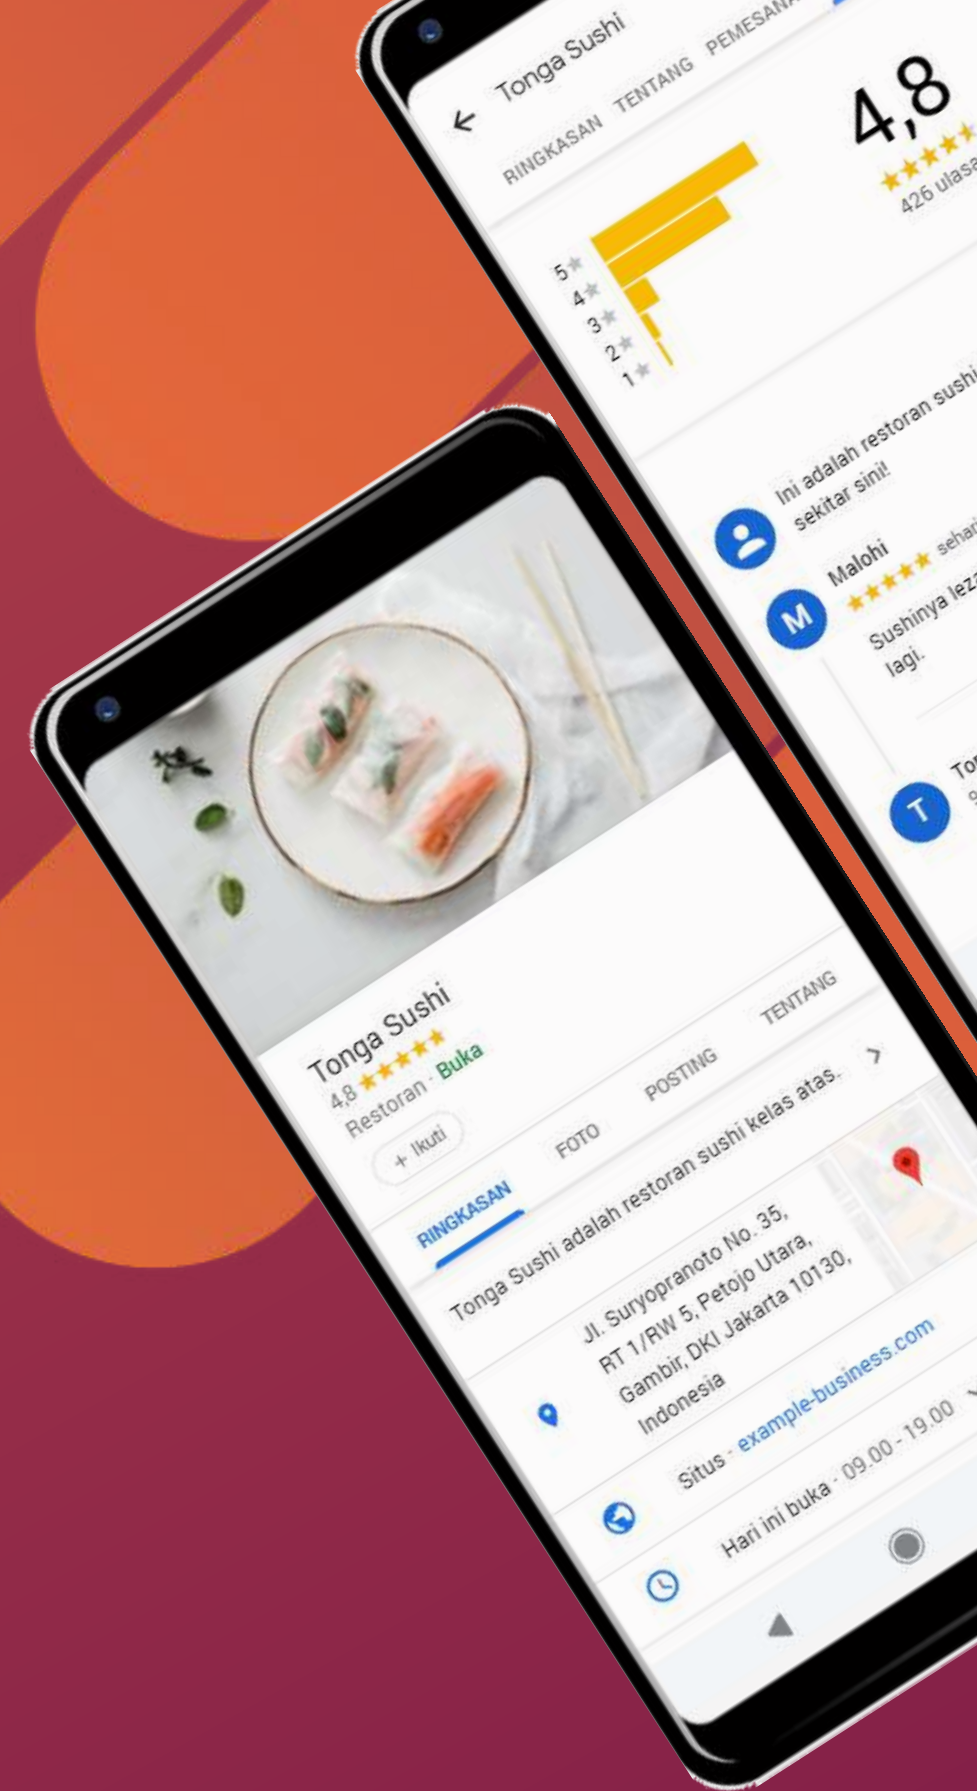 Tonga Sushi
RINGKASAN TENTANG
4,8
426
5
4
3
2
1
Ini adalah restoran sushi
sekitar sini!
M
Malohi
Sushinya
lagi.
T
Tonga Sushi
4,8
Restoran · Buka
+ Ikuti
RINGKASAN FOTO POSTING TENTANG
Tonga Sushi adalah restoran sushi kelas atas.
Jl. Suryopranoto No. 35,
RT 1/RW 5, Petojo Utara,
Gambir, DKI Jakarta 10130,
Indonesia
Situs - example-business.com
Hari ini buka · 09.00 - 19.00